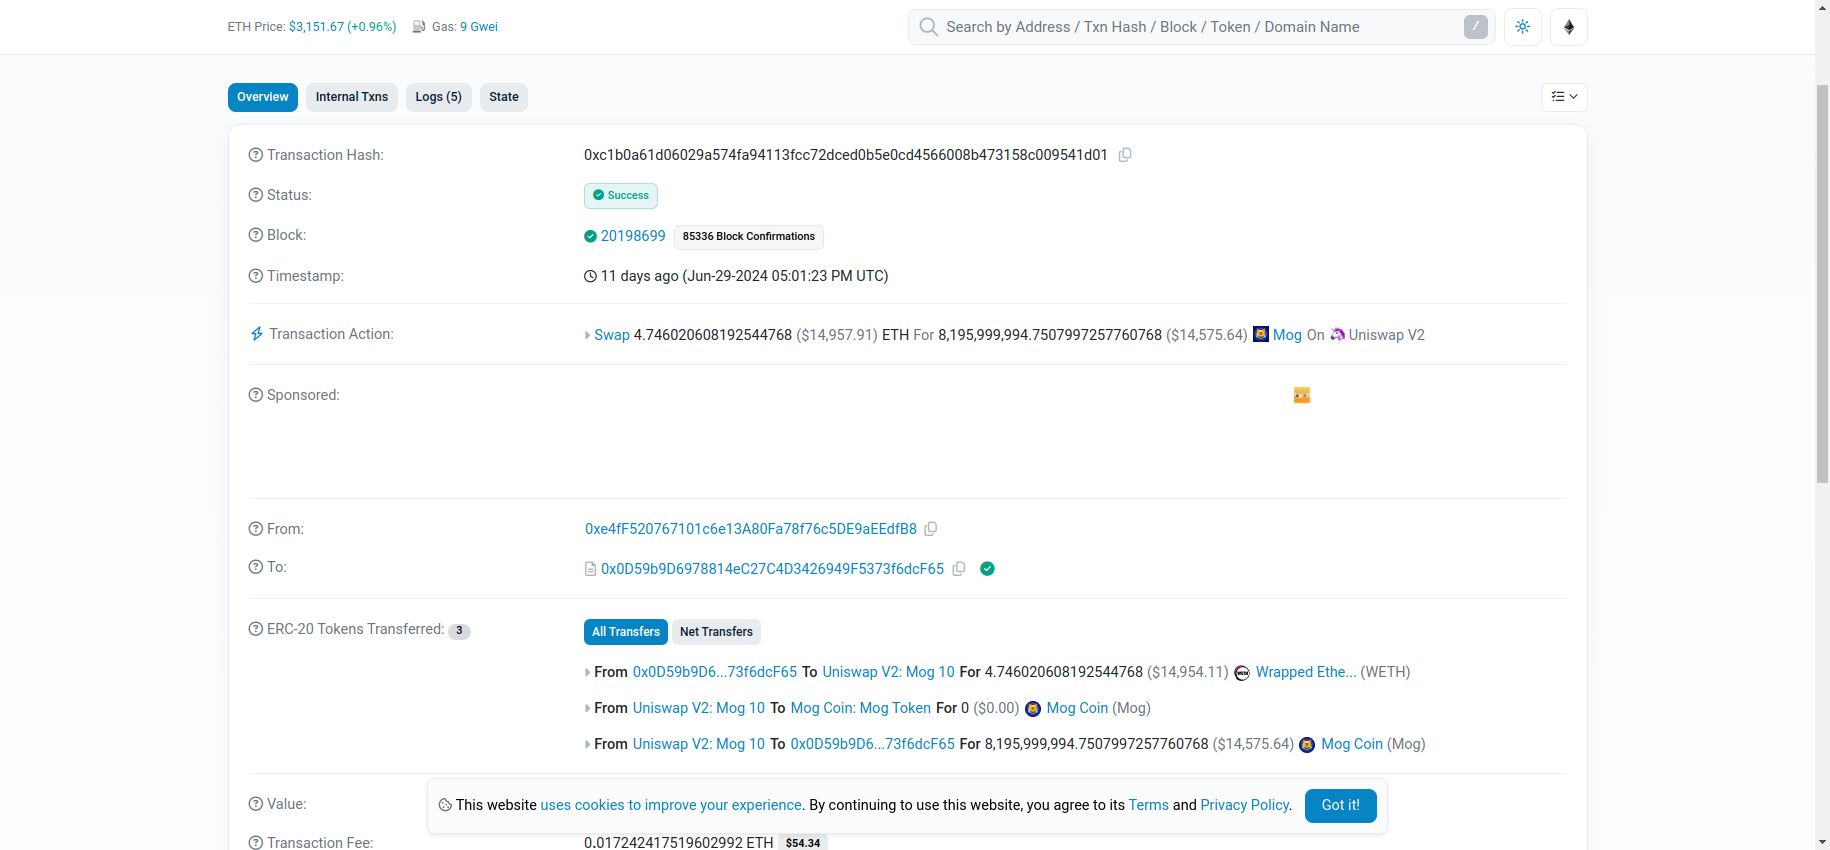 ETH Price: $3,151.67 (+0.96%) Gas: 9 Gwei
Search by Address / Txn Hash / Block / Token / Domain Name /
Overview Internal Txns Logs (5) State
Transaction Hash: 0xc1b0a61d06029a574fa94113fcc72dced0b5e0cd4566008b473158c009541d01
Status: Success
Block: 20198699 85336 Block Confirmations
Timestamp: 11 days ago (Jun-29-2024 05:01:23 PM UTC)
Transaction Action: Swap 4.746020608192544768 ($14,957.91) ETH For 8,195,999,994.7507997257760768 ($14,575.64) Mog On Uniswap V2
Sponsored:
From: 0xe4fF520767101c6e13A80Fa78f76c5DE9aEEdfB8
To: 0x0D59b9D6978814eC27C4D3426949F5373f6dcF65
ERC-20 Tokens Transferred: 3 All Transfers Net Transfers
From 0x0D59b9D6...73f6dcF65 To Uniswap V2: Mog 10 For 4.746020608192544768 ($14,954.11) Wrapped Ethe... (WETH)
From Uniswap V2: Mog 10 To Mog Coin: Mog Token For 0 ($0.00) Mog Coin (Mog)
From Uniswap V2: Mog 10 To 0x0D59b9D6...73f6dcF65 For 8,195,999,994.7507997257760768 ($14,575.64) Mog Coin (Mog)
Value:
This website uses cookies to improve your experience. By continuing to use this website, you agree to its Terms and Privacy Policy. Got it!
Transaction Fee: 0.017242417519602992 ETH $54.34